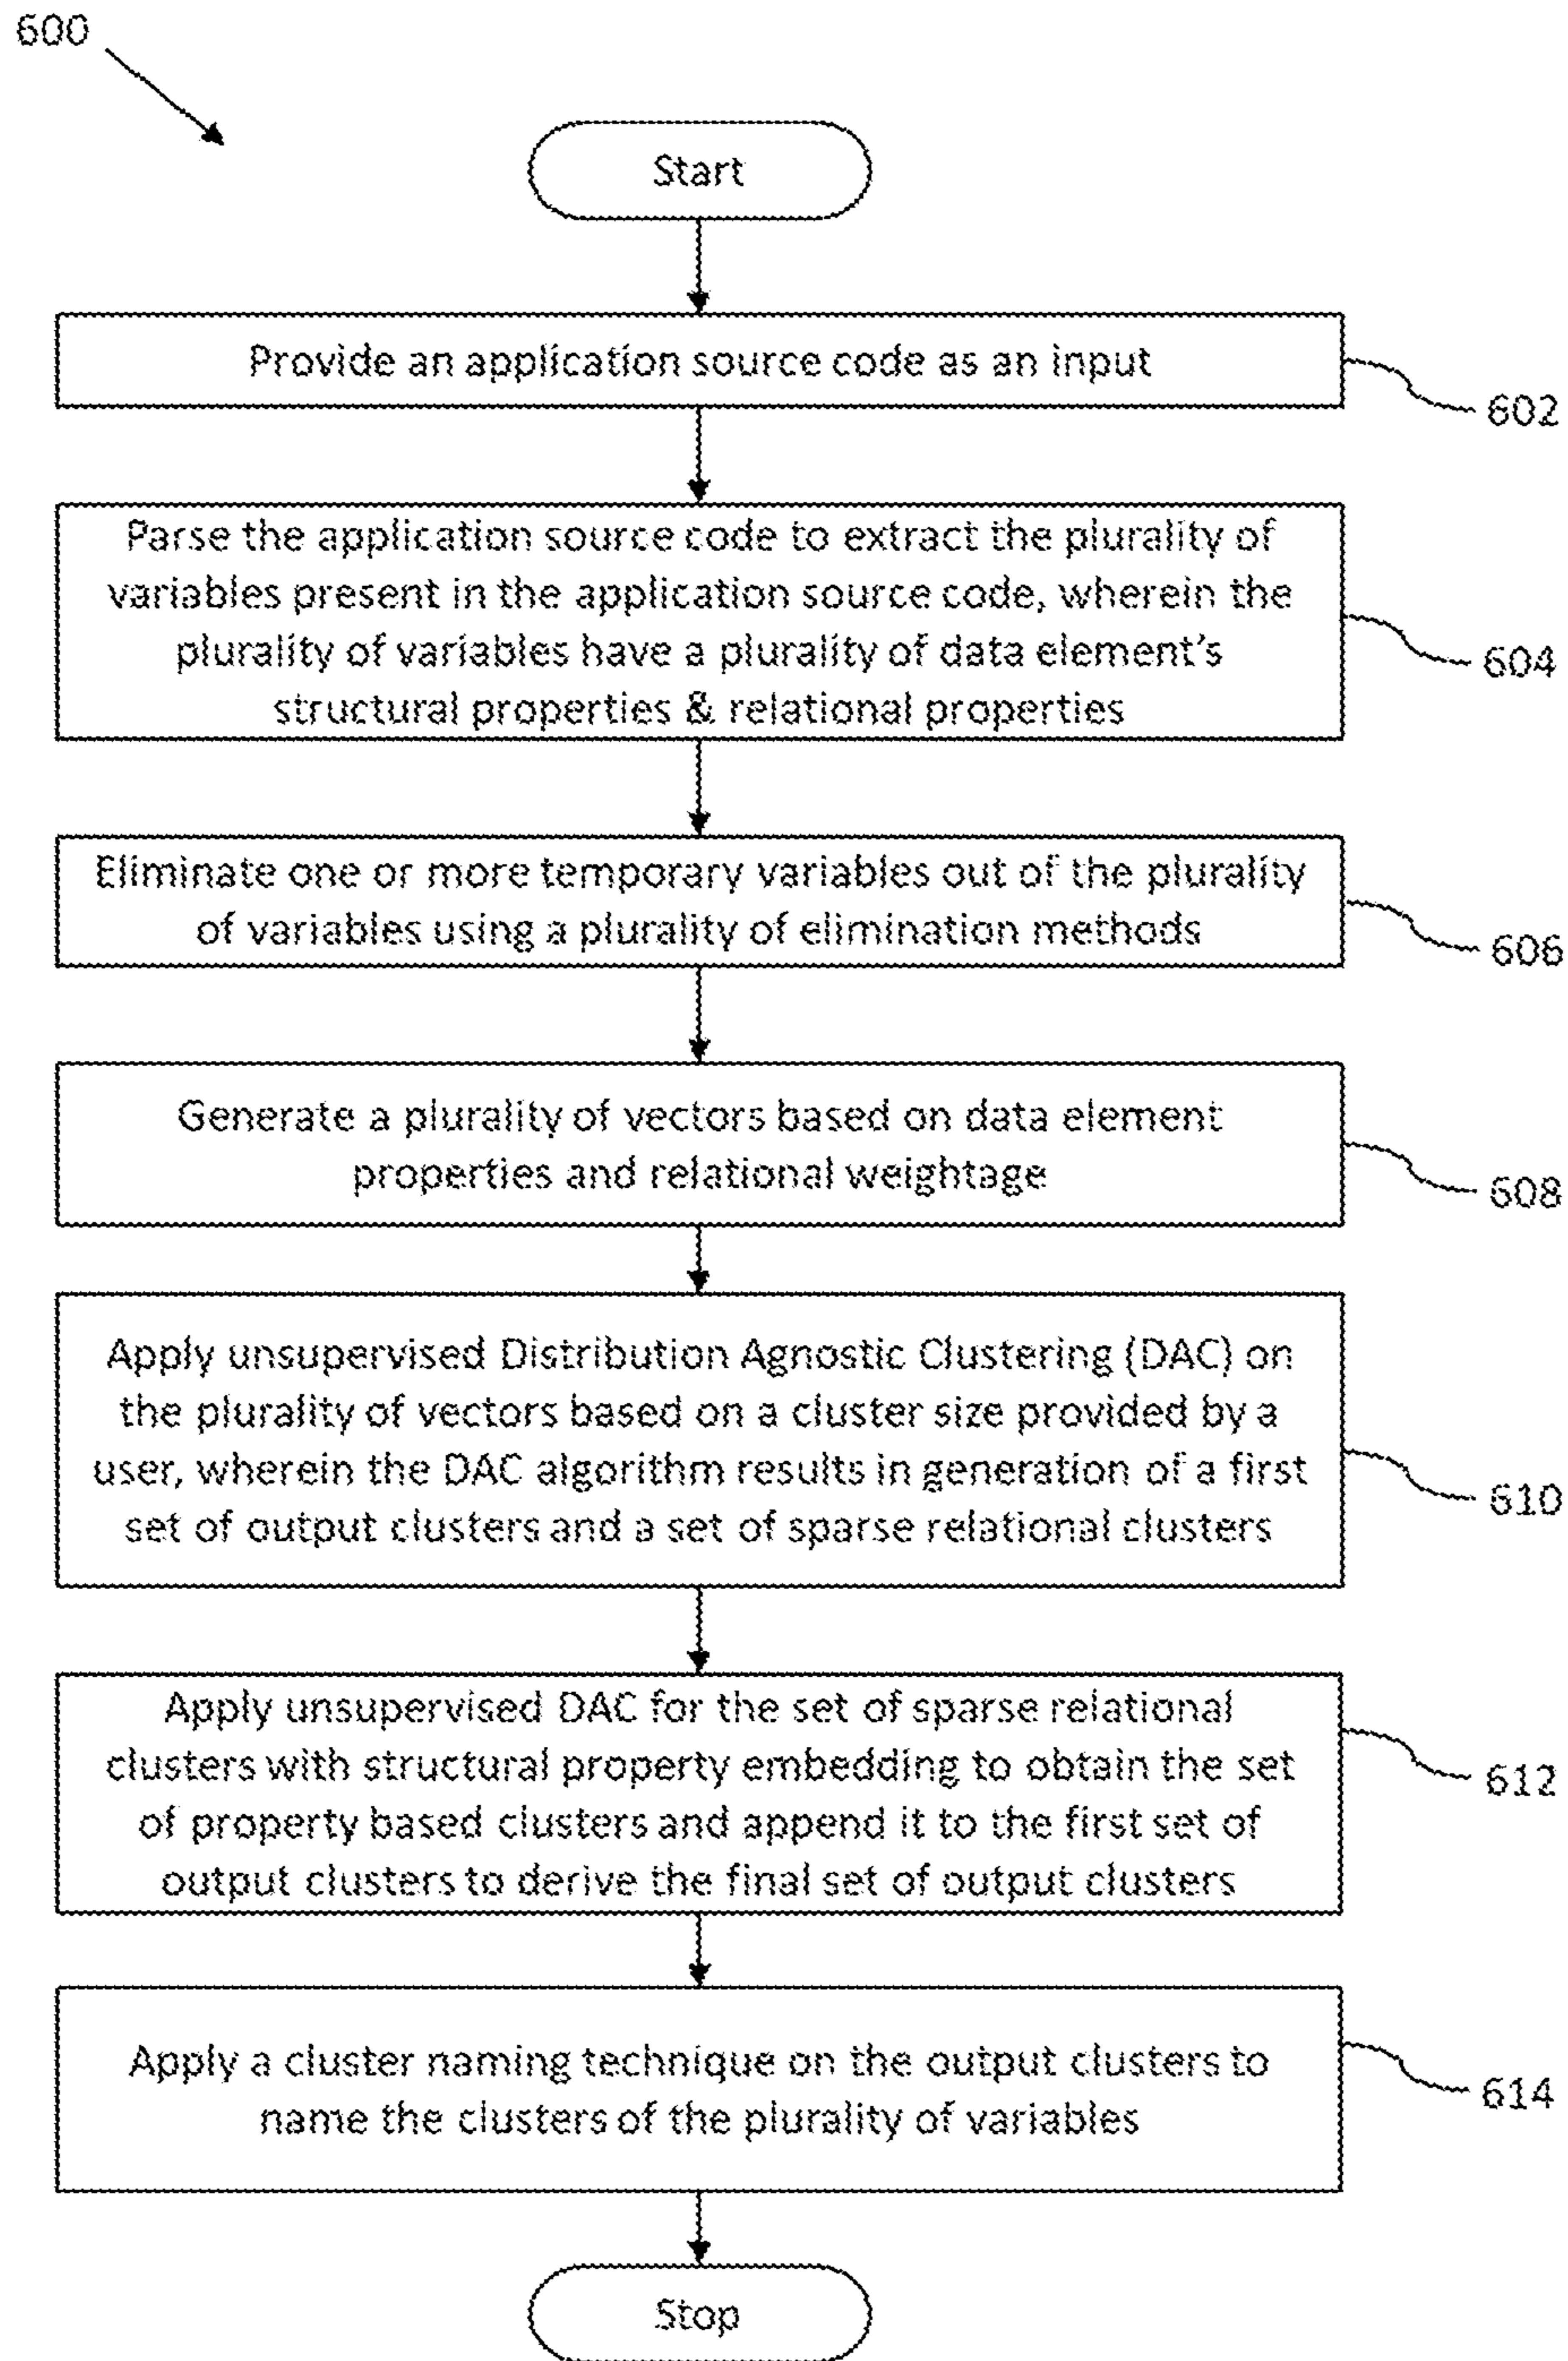 600
Start
Provide an application source code as an input
602
Parse the application source code to extract the plurality of
variables present in the application source code, wherein the
plurality of variables have a plurality of data element's
structural properties & relational properties
604
Eliminate one or more temporary variables out of the plurality
of variables using a plurality of elimination methods
606
Generate a plurality of vectors based on data element
properties and relational weightage
608
Apply unsupervised Distribution Agnostic Clustering (DAC) on
the plurality of vectors based on a cluster size provided by a
user, wherein the DAC algorithm results in generation of a first
set of output clusters and a set of sparse relational clusters
610
Apply unsupervised DAC for the set of sparse relational
clusters with structural property embedding to obtain the set
of property based clusters and append it to the first set of
output clusters to derive the final set of output clusters
612
Apply a cluster naming technique on the output clusters to
name the clusters of the plurality of variables
614
Stop